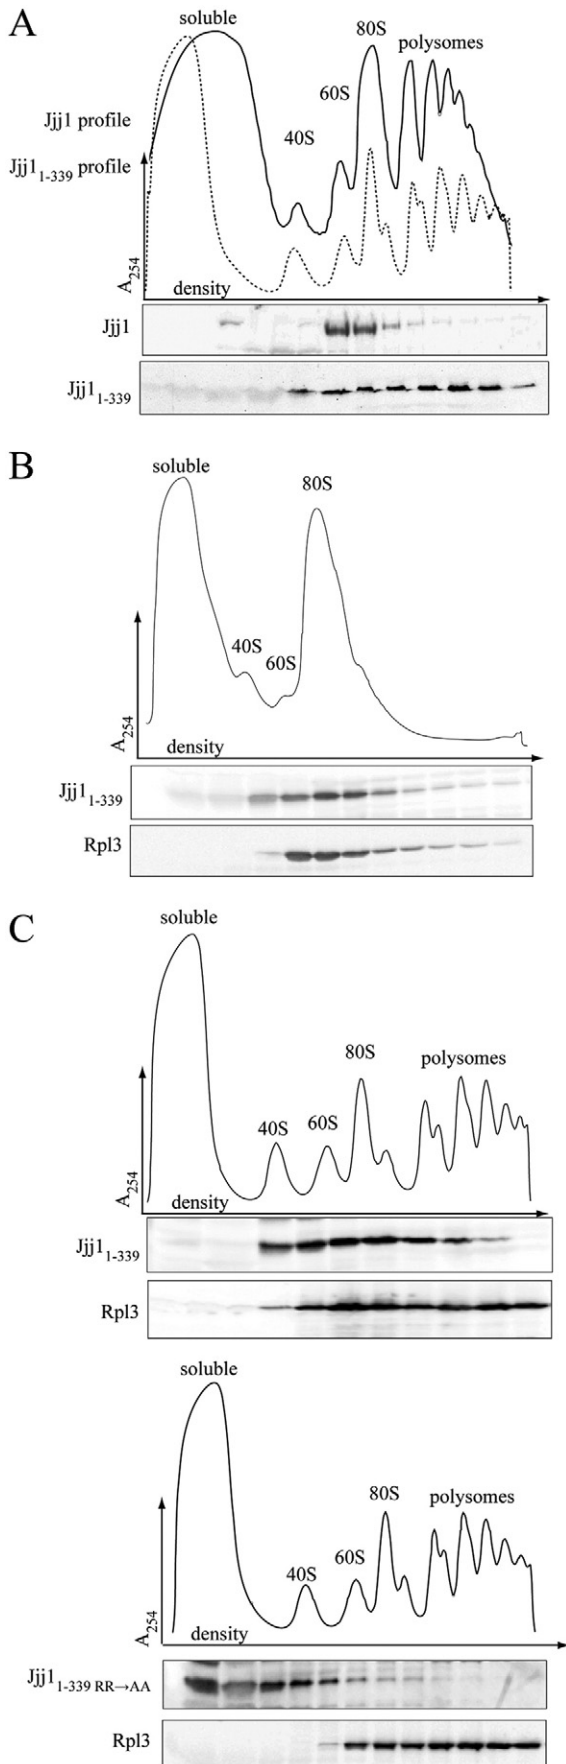 A
soluble
80S
polysomes
60S
40S
Jjj1 profile
Jjj1 1-339 profile
A254
density
Jjj1
Jjj1 1-339
B
soluble
80S
40S
60S
A254
density
Jjj1 1-339
Rpl3
C
soluble
80S
polysomes
40S
60S
A254
density
Jjj1 1-339
Rpl3
soluble
80S
polysomes
60S
40S
A254
density
Jjj1 1-339 RR→AA
Rpl3